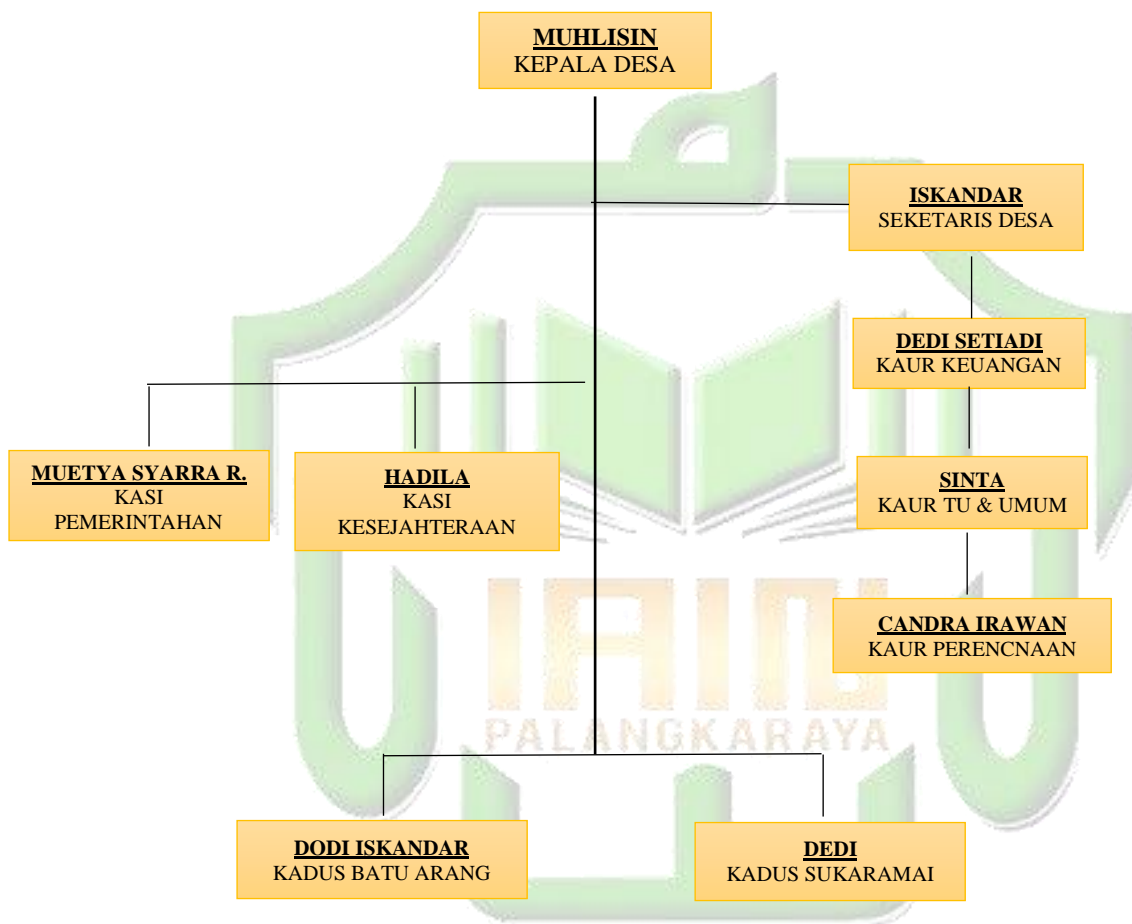 MUHLISIN
KEPALA DESA
ISKANDAR
SEKETARIS DESA
DEDI SETIADI
KAUR KEUANGAN
MUETYA SYARRA R.
KASI
PEMERINTAHAN
HADILA
KASI
KESEJAHTERAAN
SINTA
KAUR TU & UMUM
CANDRA IRAWAN
KAUR PERENCNAAN
IAIN
PALANGKARAYA
DODI ISKANDAR
KADUS BATU ARANG
DEDI
KADUS SUKARAMAI